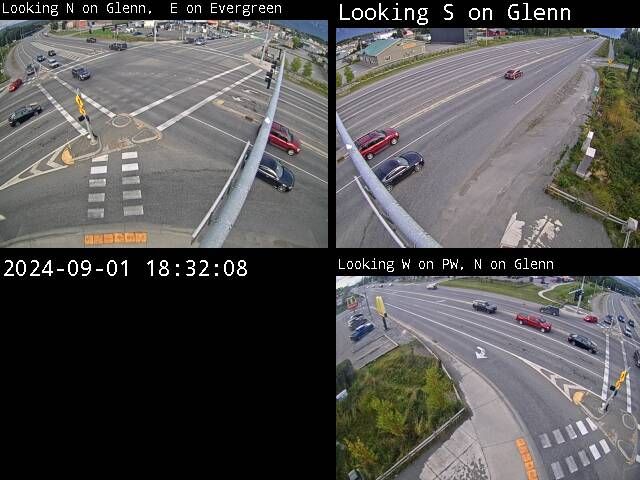 Looking N on Glenn,  E on Evergreen
Looking S on Glenn
2024-09-01 18:32:08
Looking W on PW, N on Glenn